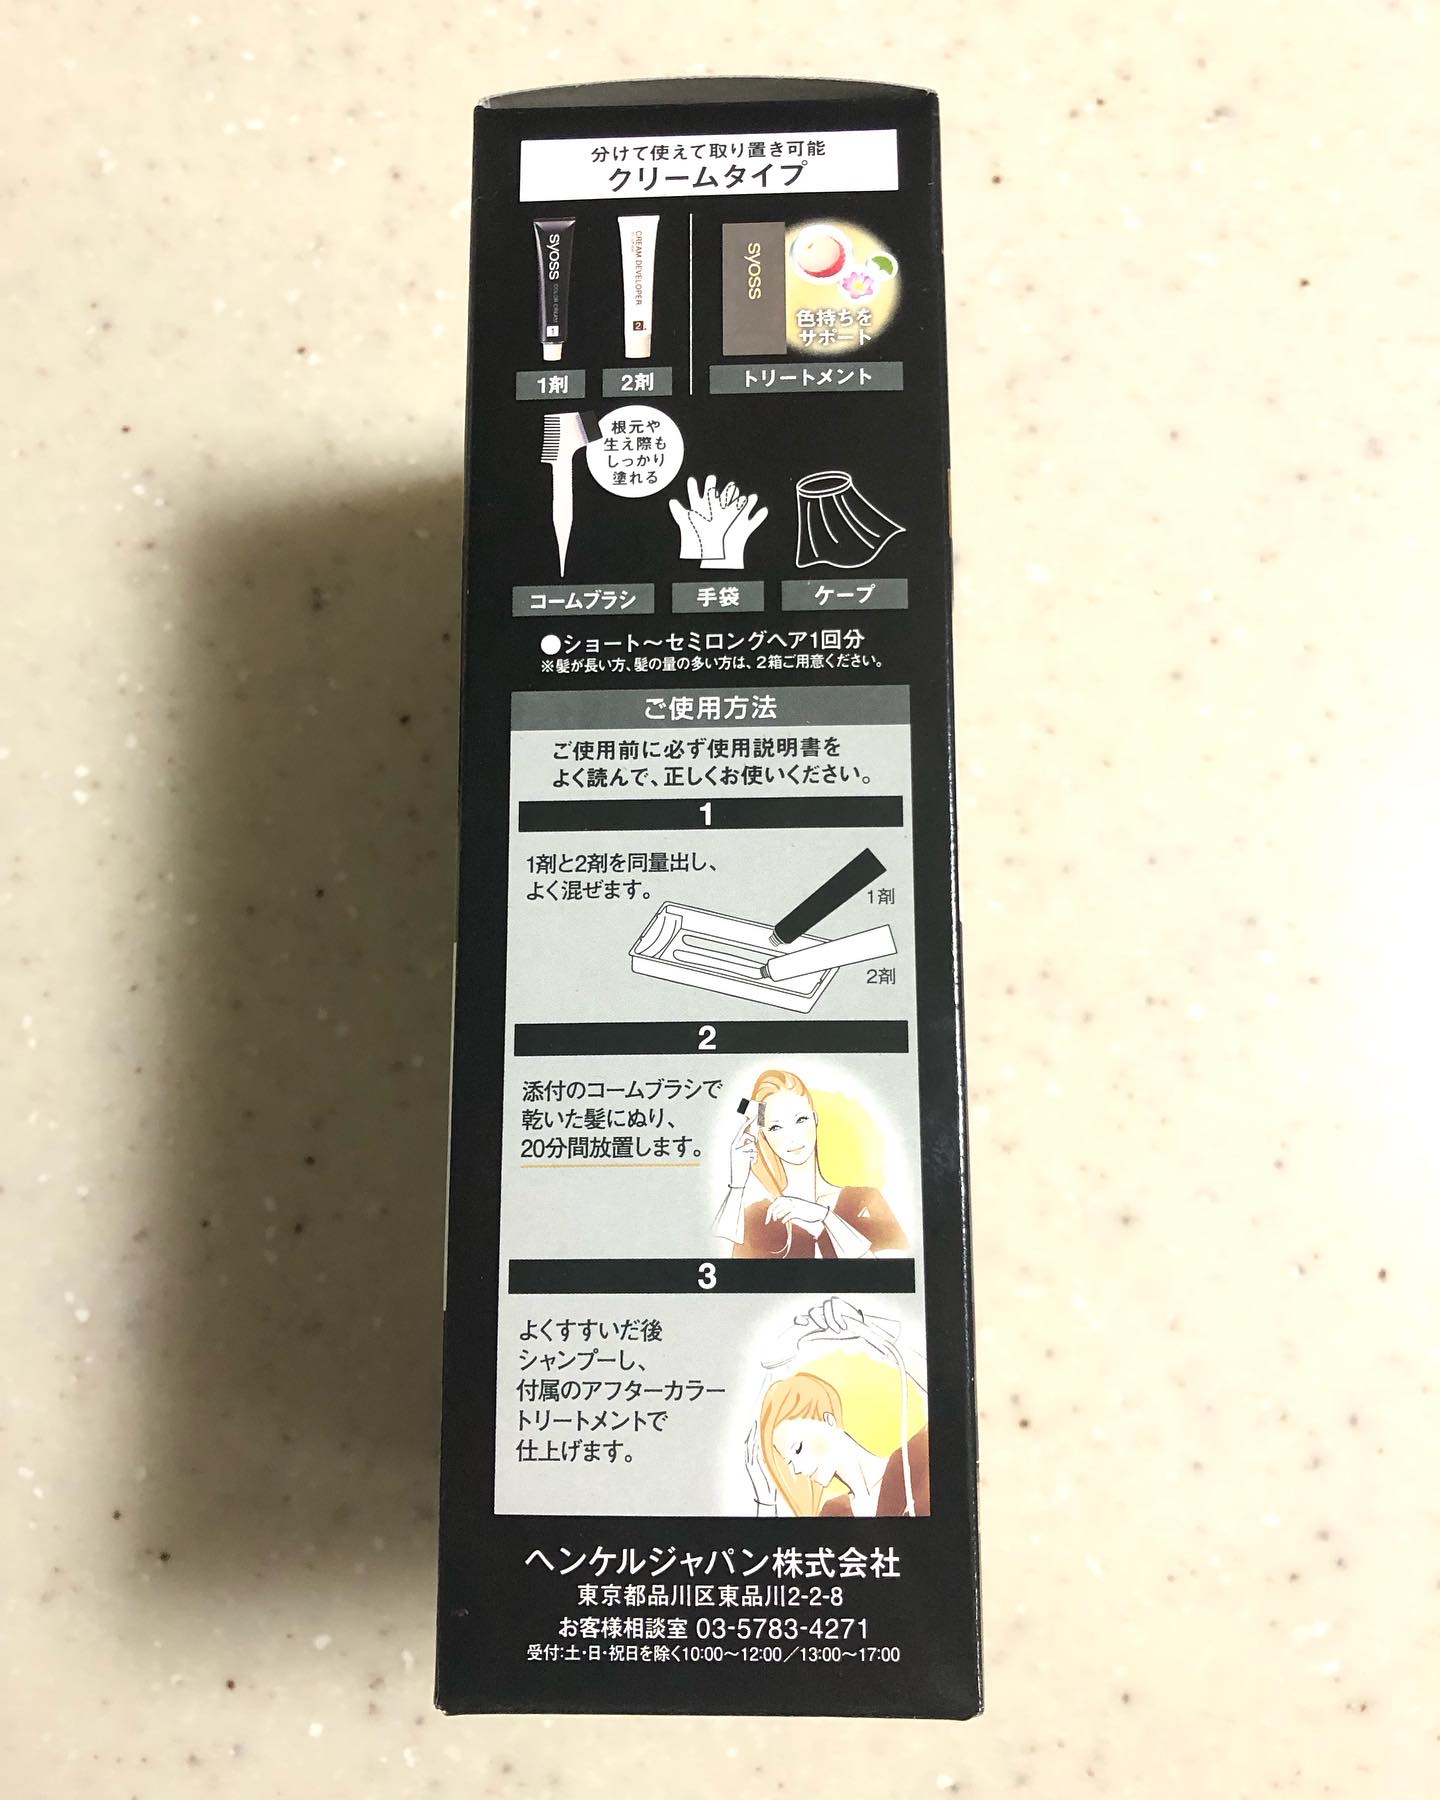 分けて使えて取り置き可能
クリームタイプ
syoss
COLOR CREAM
1
CREAM DEVELOPER
2
syoss
色持ちを
サポート
1剤
2剤
トリートメント
根元や
生え際も
しっかり
塗れる
コームブラシ
手袋
ケープ
●ショート〜セミロングヘア1回分
※髪が長い方、髪の量の多い方は、2箱ご用意ください。
ご使用方法
ご使用前に必ず使用説明書を
よく読んで、正しくお使いください。
1
1剤と2剤を同量出し、
よく混ぜます。
1剤
2剤
2
添付のコームブラシで
乾いた髪にぬり、
20分間放置します。
3
よくすすいだ後
シャンプーし、
付属のアフターカラー
トリートメントで
仕上げます。
ヘンケルジャパン株式会社
東京都品川区東品川2-2-8
お客様相談室 03-5783-4271
受付:土・日・祝日を除く10:00〜12:00／13:00〜17:00